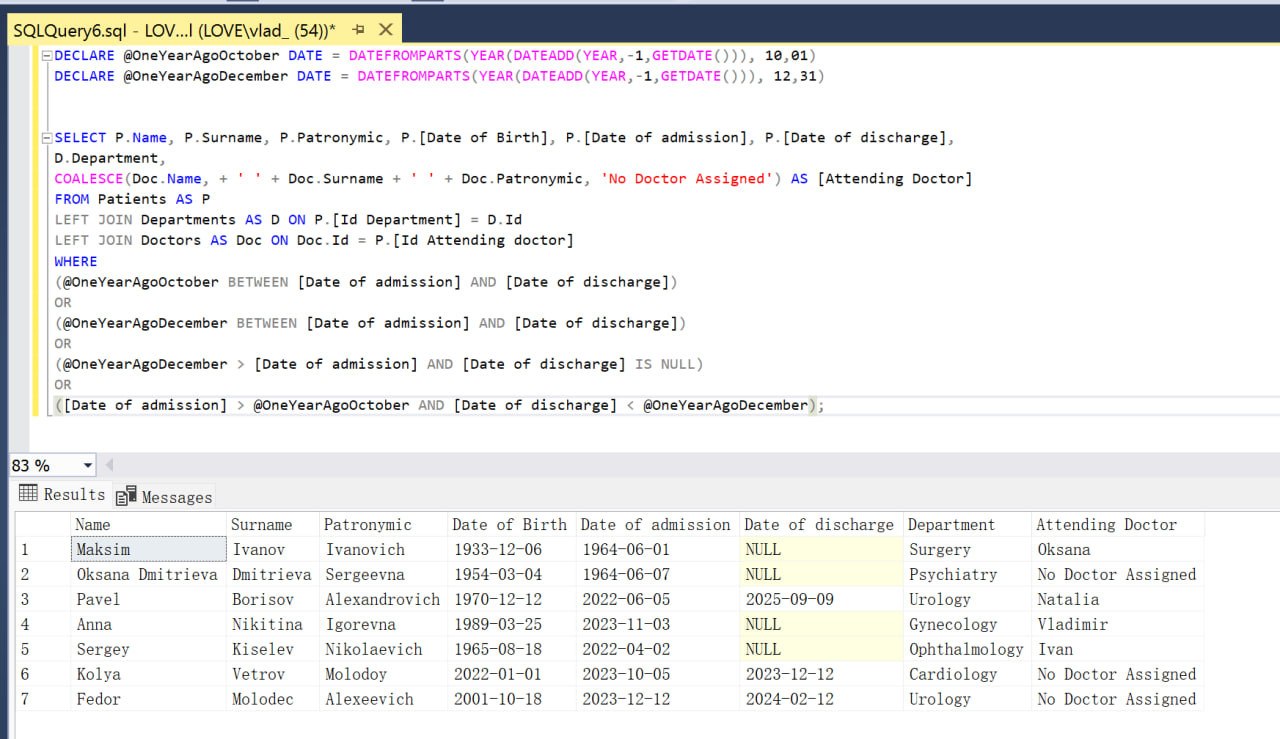 SQLQuery6.sql - LOV...l (LOVE\vlad_ (54))*
DECLARE @OneYearAgoOctober DATE = DATEFROMPARTS(YEAR(DATEADD(YEAR,-1,GETDATE())), 10,01)
DECLARE @OneYearAgoDecember DATE = DATEFROMPARTS(YEAR(DATEADD(YEAR,-1,GETDATE())), 12,31)
SELECT P.Name, P.Surname, P.Patronymic, P.[Date of Birth], P.[Date of admission], P.[Date of discharge],
D.Department,
COALESCE(Doc.Name, + ' ' + Doc.Surname + ' ' + Doc.Patronymic, 'No Doctor Assigned') AS [Attending Doctor]
FROM Patients AS P
LEFT JOIN Departments AS D ON P.[Id Department] = D.Id
LEFT JOIN Doctors AS Doc ON Doc.Id = P.[Id Attending doctor]
WHERE
(@OneYearAgoOctober BETWEEN [Date of admission] AND [Date of discharge])
OR
(@OneYearAgoDecember BETWEEN [Date of admission] AND [Date of discharge])
OR
(@OneYearAgoDecember > [Date of admission] AND [Date of discharge] IS NULL)
OR
([Date of admission] > @OneYearAgoOctober AND [Date of discharge] < @OneYearAgoDecember);
83 %
Results Messages
Name Surname Patronymic Date of Birth Date of admission Date of discharge Department Attending Doctor
1 Maksim Ivanov Ivanovich 1933-12-06 1964-06-01 NULL Surgery Oksana
2 Oksana Dmitrieva Dmitrieva Sergeevna 1954-03-04 1964-06-07 NULL Psychiatry No Doctor Assigned
3 Pavel Borisov Alexandrovich 1970-12-12 2022-06-05 2025-09-09 Urology Natalia
4 Anna Nikitina Igorevna 1989-03-25 2023-11-03 NULL Gynecology Vladimir
5 Sergey Kiselev Nikolaevich 1965-08-18 2022-04-02 NULL Ophthalmology Ivan
6 Kolya Vetrov Molodoy 2022-01-01 2023-10-05 2023-12-12 Cardiology No Doctor Assigned
7 Fedor Molodec Alexeevich 2001-10-18 2023-12-12 2024-02-12 Urology No Doctor Assigned